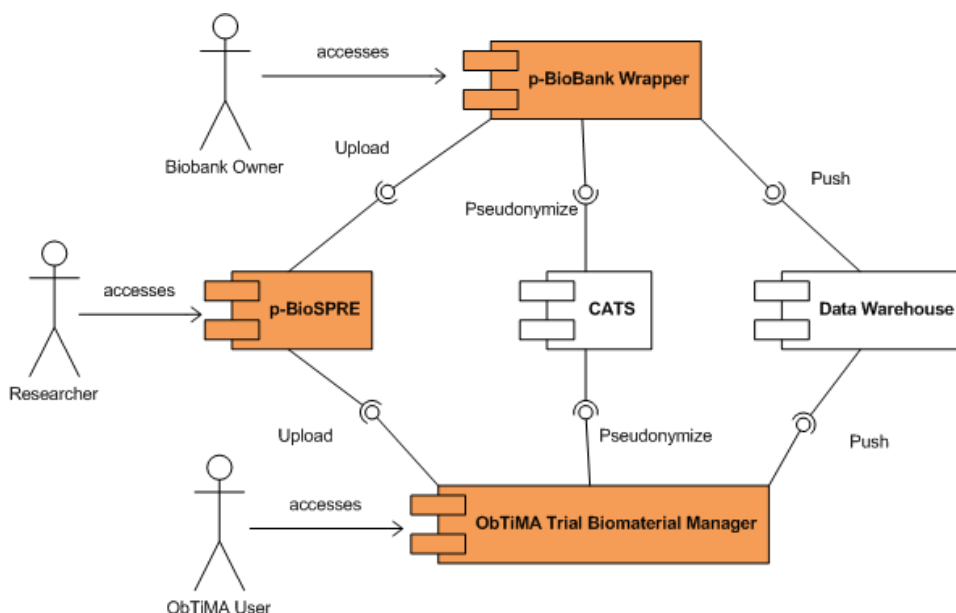 accesses
p-BioBank Wrapper
Biobank Owner
Upload
Pseudonymize
Push
accesses
p-BioSPRE
CATS
Data Warehouse
Researcher
Upload
Pseudonymize
Push
accesses
ObTiMA Trial Biomaterial Manager
ObTiMA User